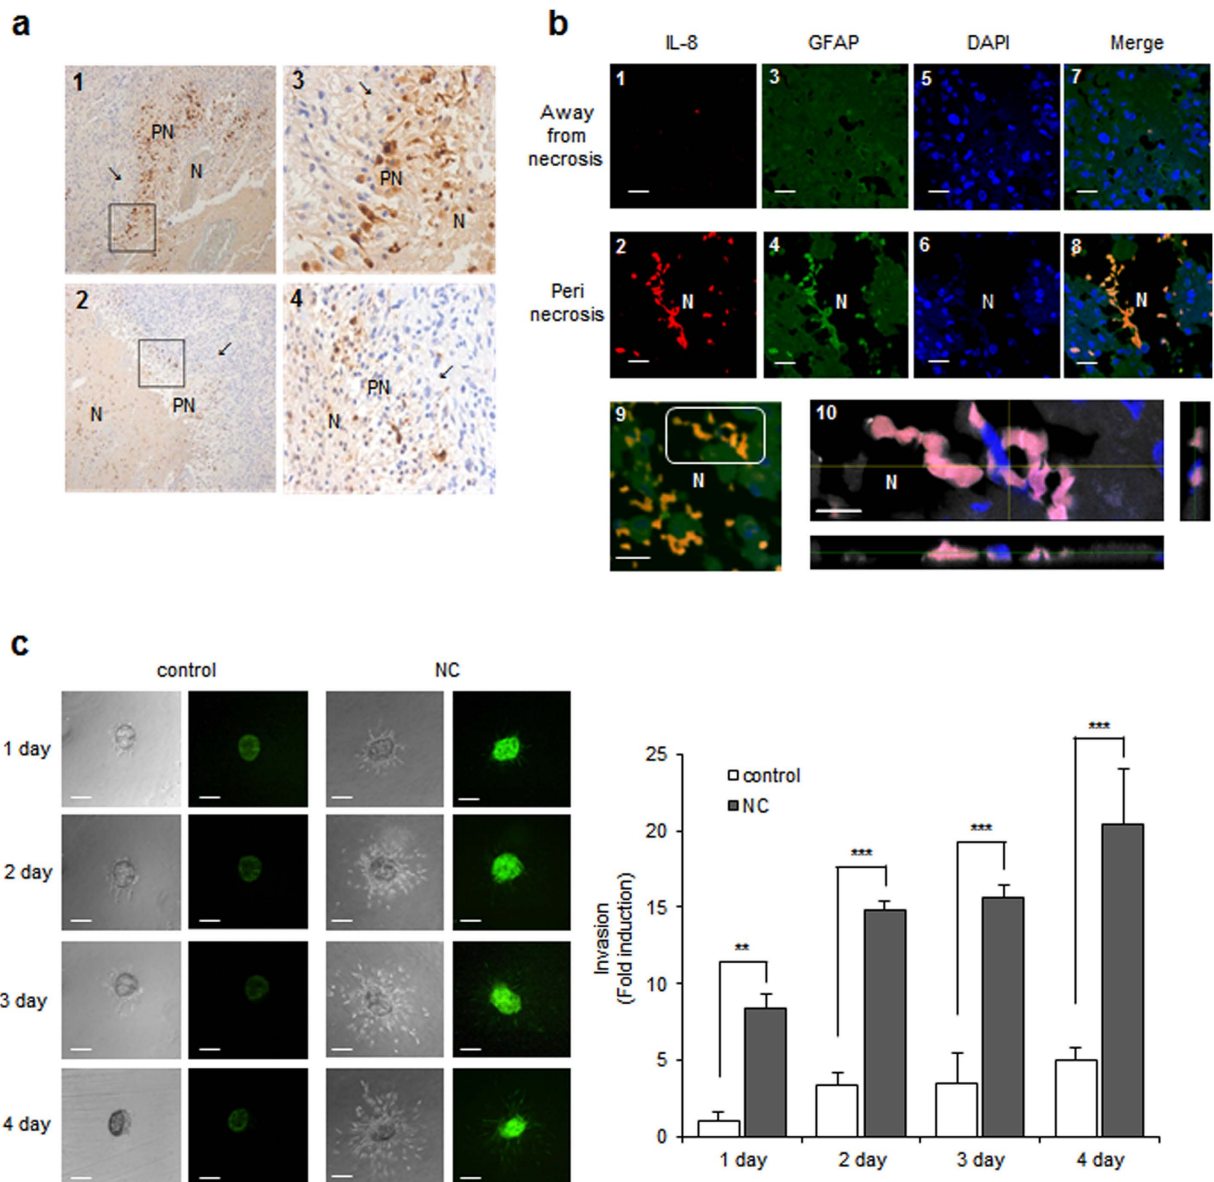 a
1
PN
N
3
PN
N
2
N
PN
4
PN
N
b
IL-8 GFAP DAPI Merge
Away
from
necrosis
1 3 5 7
Peri
necrosis
2 N
4 N
6 N
8 N
9 N
10 N
c
control NC
1 day
2 day
3 day
4 day
Invasion
(Fold induction)
25
20
15
10
5
0
control
NC
**
***
***
***
1 day 2 day 3 day 4 day